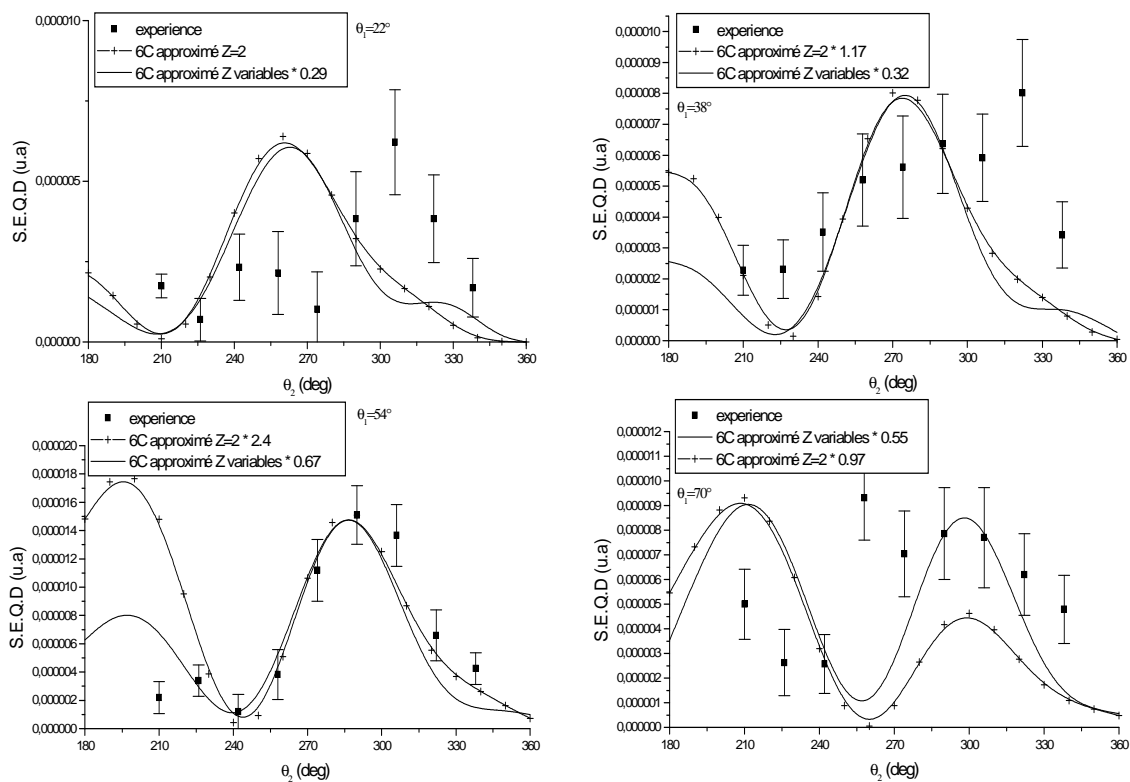 experience
6C approximé Z=2
6C approximé Z variables * 0.29
θ1=22°
0,000010
0,000005
0,000000
S.E.Q.D (u.a)
180 210 240 270 300 330 360
θ2 (deg)
experience
6C approximé Z=2 * 1.17
6C approximé Z variables * 0.32
θ1=38°
0,000010
0,000009
0,000008
0,000007
0,000006
0,000005
0,000004
0,000003
0,000002
0,000001
0,000000
S.E.Q.D (u.a)
180 210 240 270 300 330 360
θ2 (deg)
experience
6C approximé Z=2 * 2.4
6C approximé Z variables * 0.67
θ1=54°
0,000020
0,000018
0,000016
0,000014
0,000012
0,000010
0,000008
0,000006
0,000004
0,000002
0,000000
S.E.Q.D (u.a)
180 210 240 270 300 330 360
θ2 (deg)
experience
6C approximé Z variables * 0.55
6C approximé Z=2 * 0.97
θ1=70°
0,000012
0,000011
0,000010
0,000009
0,000008
0,000007
0,000006
0,000005
0,000004
0,000003
0,000002
0,000001
0,000000
S.E.Q.D (u.a)
180 210 240 270 300 330 360
θ2 (deg)